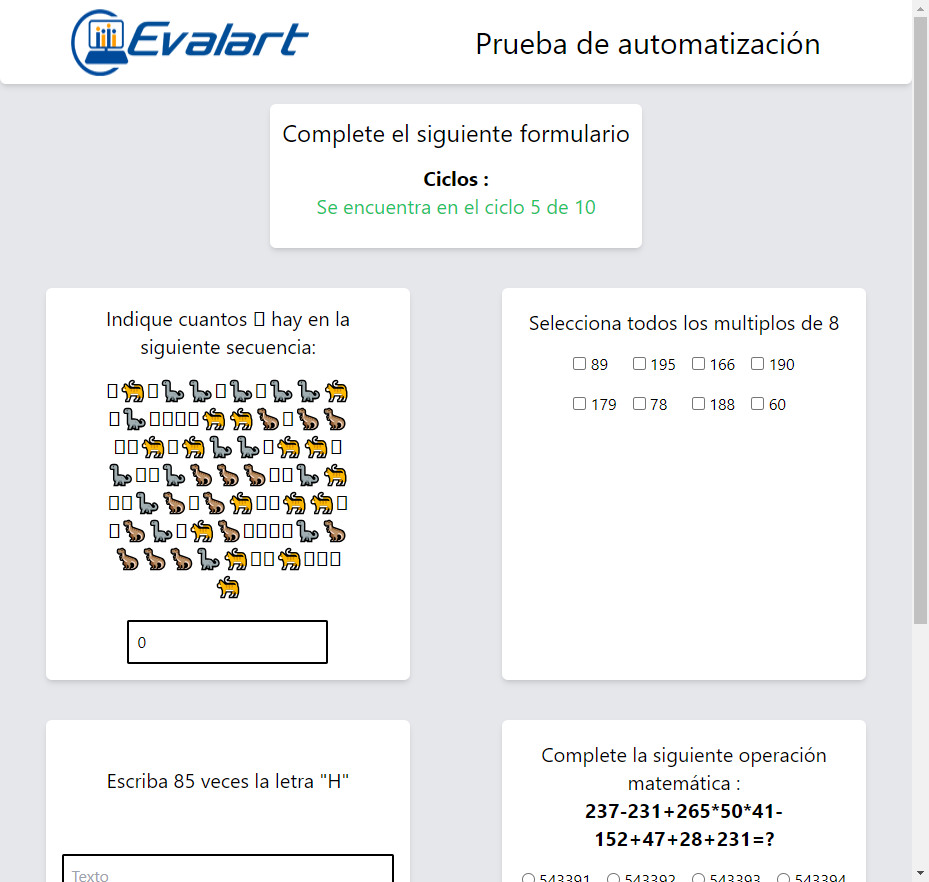 Evalart
Prueba de automatización
Complete el siguiente formulario
Ciclos :
Se encuentra en el ciclo 5 de 10
Indique cuantos ▯ hay en la
siguiente secuencia:
0
Selecciona todos los multiplos de 8
89 195 166 190
179 78 188 60
Escriba 85 veces la letra "H"
Texto
Complete la siguiente operación
matemática :
237-231+265*50*41-
152+47+28+231=?
543391 543392 543393 543394